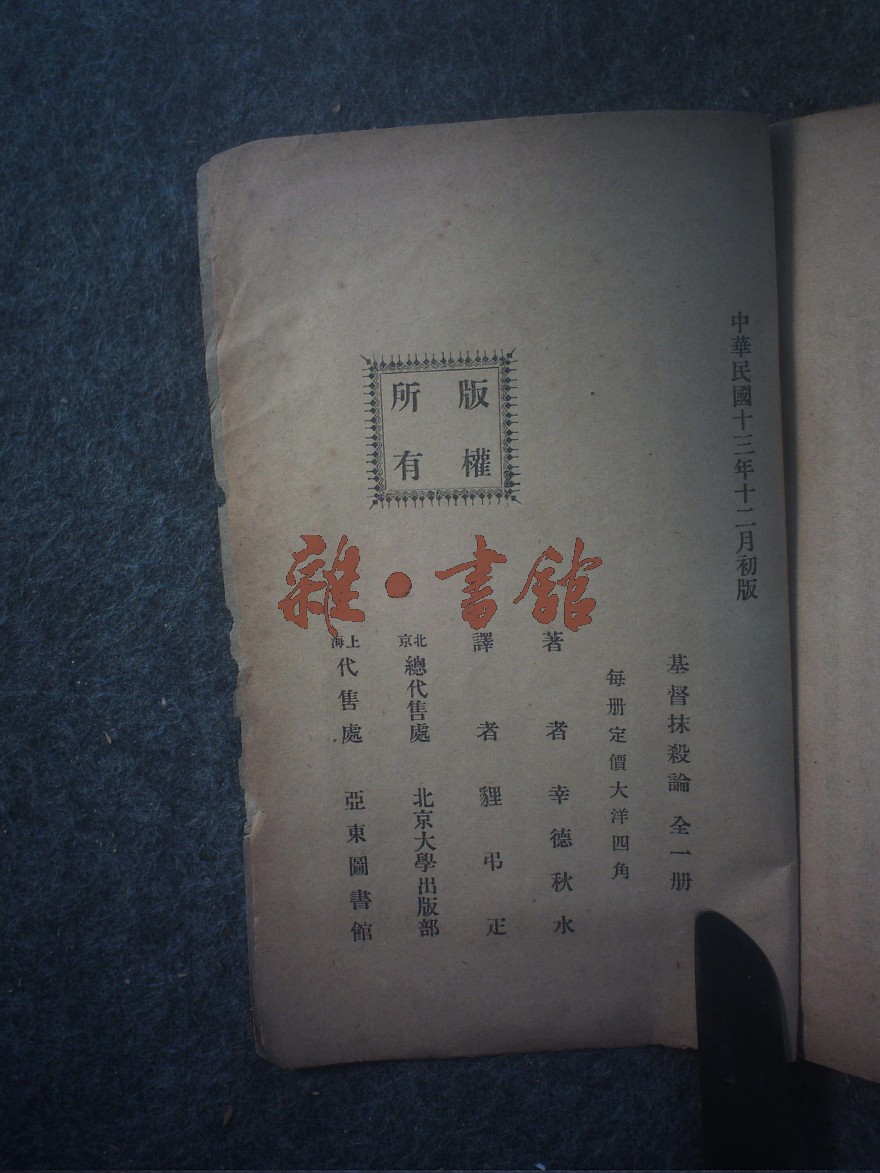 中華民國十三年十二月初版
基督抹殺論 全一册
每册定價大洋四角
著者 幸德秋水
譯者 貍弔疋
北京 總代售處 北京大學出版部
上海 代售處 亞東圖書館
版權所有
雜·書館